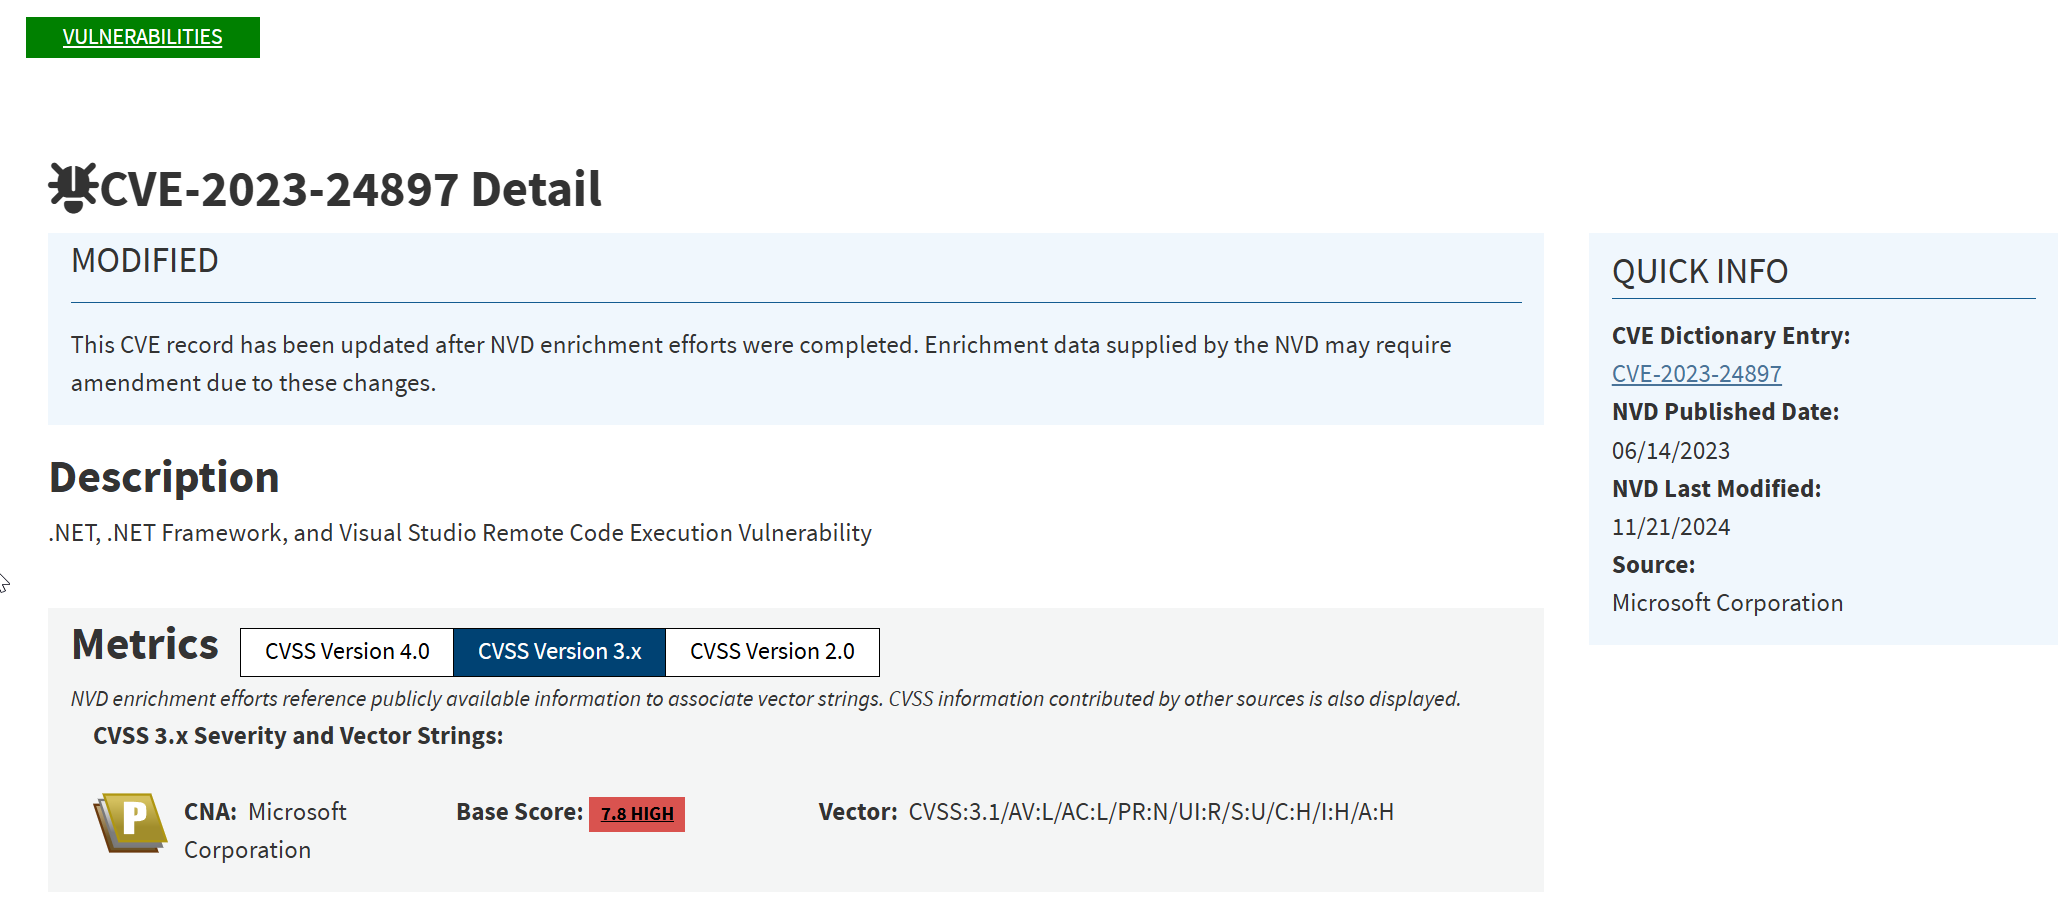 VULNERABILITIES
CVE-2023-24897 Detail
MODIFIED
This CVE record has been updated after NVD enrichment efforts were completed. Enrichment data supplied by the NVD may require
amendment due to these changes.
Description
.NET, .NET Framework, and Visual Studio Remote Code Execution Vulnerability
Metrics
CVSS Version 4.0
CVSS Version 3.x
CVSS Version 2.0
NVD enrichment efforts reference publicly available information to associate vector strings. CVSS information contributed by other sources is also displayed.
CVSS 3.x Severity and Vector Strings:
P
CNA: Microsoft
Corporation
Base Score: 7.8 HIGH
Vector: CVSS:3.1/AV:L/AC:L/PR:N/UI:R/S:U/C:H/I:H/A:H
QUICK INFO
CVE Dictionary Entry:
CVE-2023-24897
NVD Published Date:
06/14/2023
NVD Last Modified:
11/21/2024
Source:
Microsoft Corporation